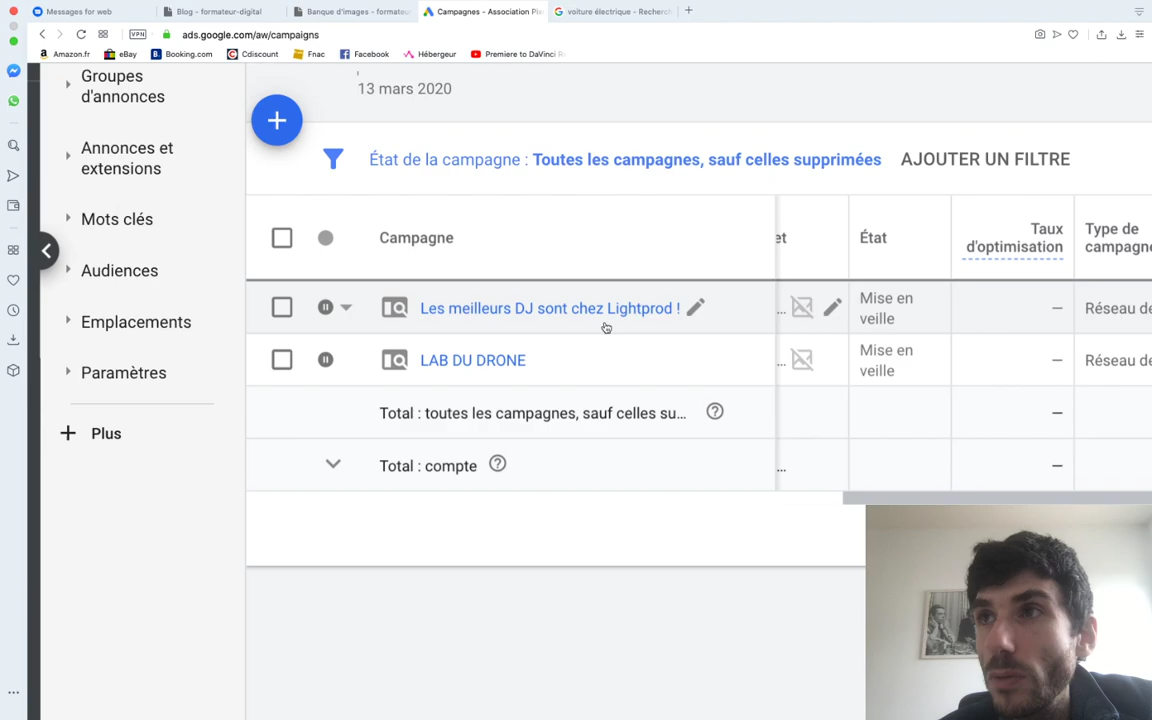 Messages for web
Blog - formateur-digital
Banque d'images - formateu
Campagnes - Association Pix
voiture électrique - Recherc
VPN
ads.google.com/aw/campaigns
Amazon.fr
eBay
Booking.com
Cdiscount
Fnac
Facebook
Hébergeur
Premiere to DaVinci R
Groupes
d'annonces
Annonces et
extensions
Mots clés
Audiences
Emplacements
Paramètres
Plus
13 mars 2020
État de la campagne : Toutes les campagnes, sauf celles supprimées
AJOUTER UN FILTRE
Campagne
et
État
Taux
d'optimisation
Type de
campagne
Les meilleurs DJ sont chez Lightprod !
...
Mise en
veille
—
Réseau de
LAB DU DRONE
...
Mise en
veille
—
Réseau de
Total : toutes les campagnes, sauf celles su...
—
Total : compte
...
—